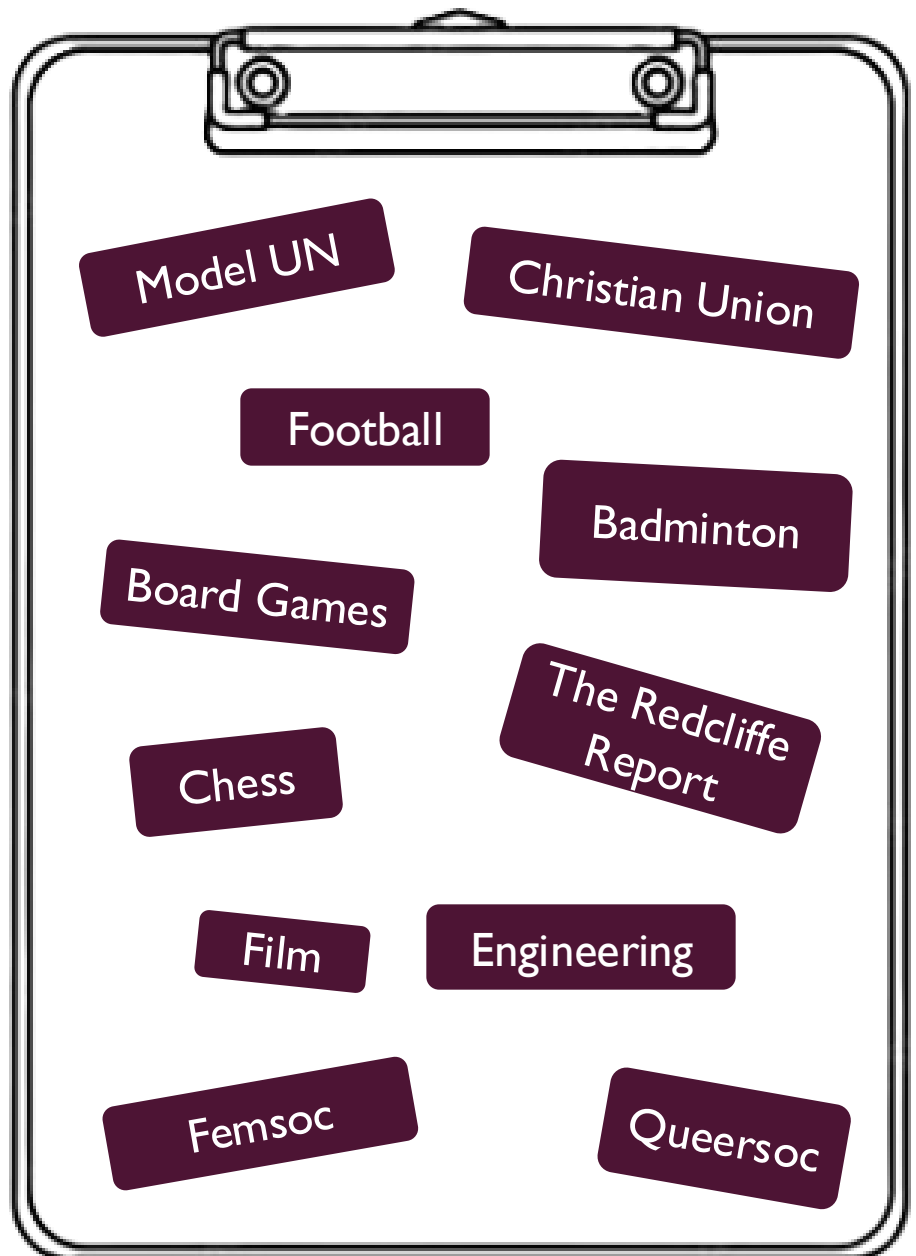 Model UN
Christian Union
Football
Badminton
Board Games
The Redcliffe
Report
Chess
Film
Engineering
Femsoc
Queersoc